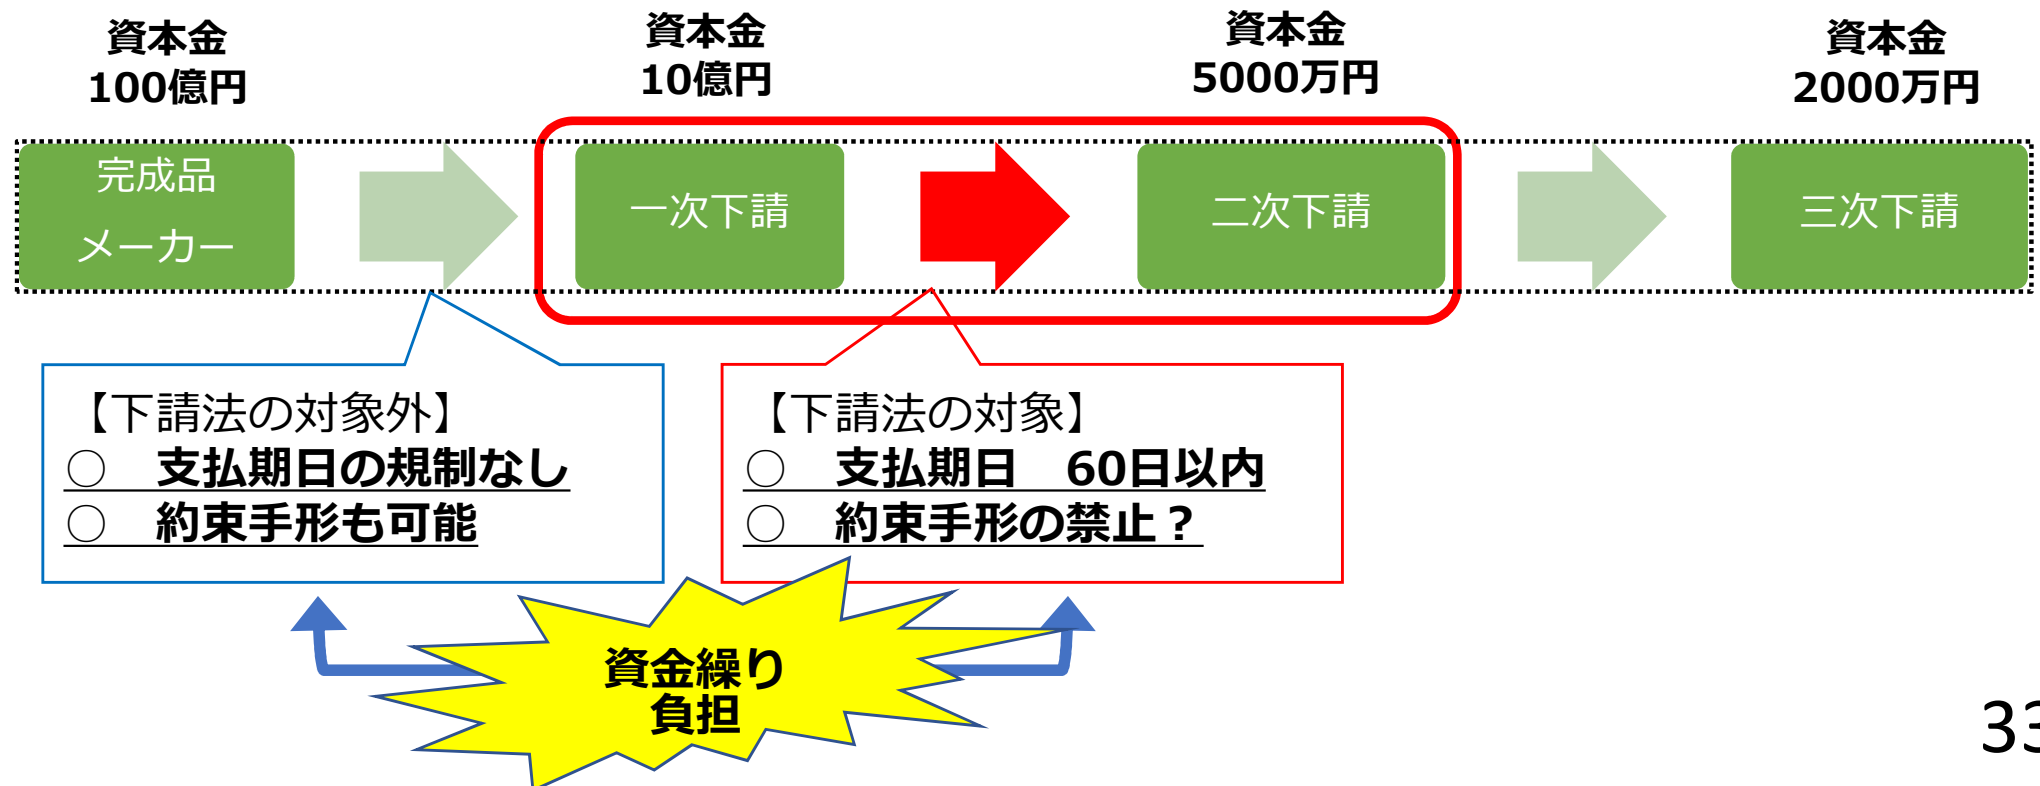 資本金
100億円
資本金
10億円
資本金
5000万円
資本金
2000万円
完成品
メーカー
一次下請
二次下請
三次下請
【下請法の対象外】
○　支払期日の規制なし
○　約束手形も可能
【下請法の対象】
○　支払期日　60日以内
○　約束手形の禁止？
資金繰り
負担
33